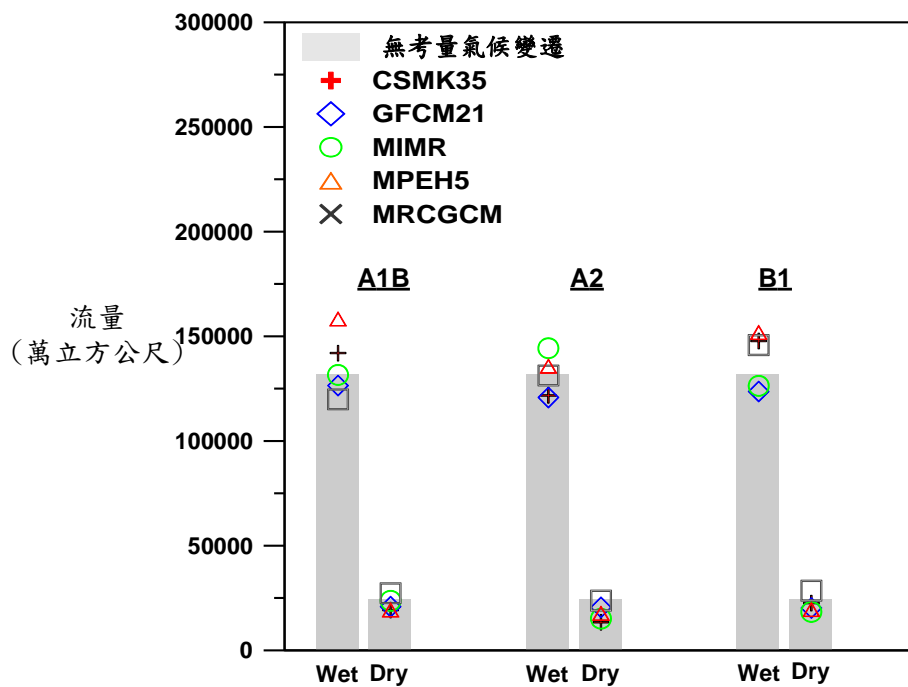 300000
250000
200000
150000
100000
50000
0
流量
(萬立方公尺)
無考量氣候變遷
CSMK35
GFCM21
MIMR
MPEH5
MRCGCM
A1B
A2
B1
Wet Dry
Wet Dry
Wet Dry